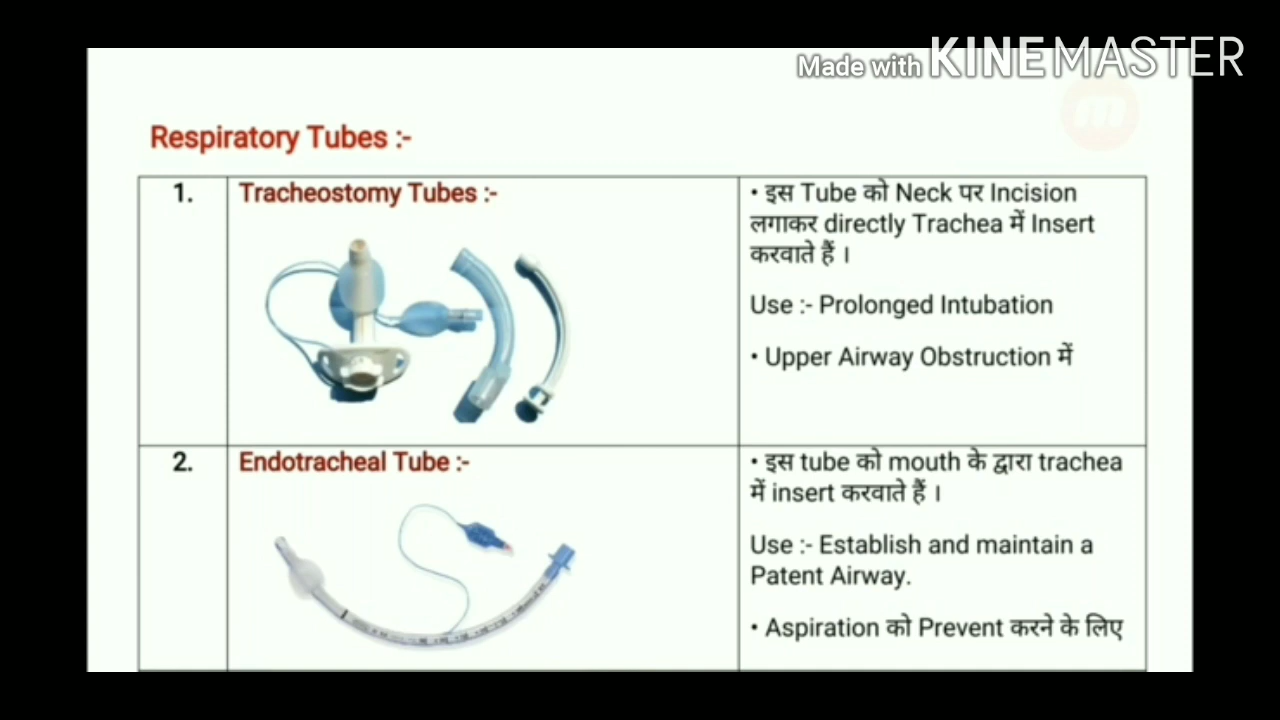 Made with KINEMASTER
Respiratory Tubes :-
1.
Tracheostomy Tubes :-
• इस Tube को Neck पर Incision
लगाकर directly Trachea में Insert
करवाते हैं ।
Use :- Prolonged Intubation
• Upper Airway Obstruction में
2.
Endotracheal Tube :-
• इस tube को mouth के द्वारा trachea
में insert करवाते हैं ।
Use :- Establish and maintain a
Patent Airway.
• Aspiration को Prevent करने के लिए